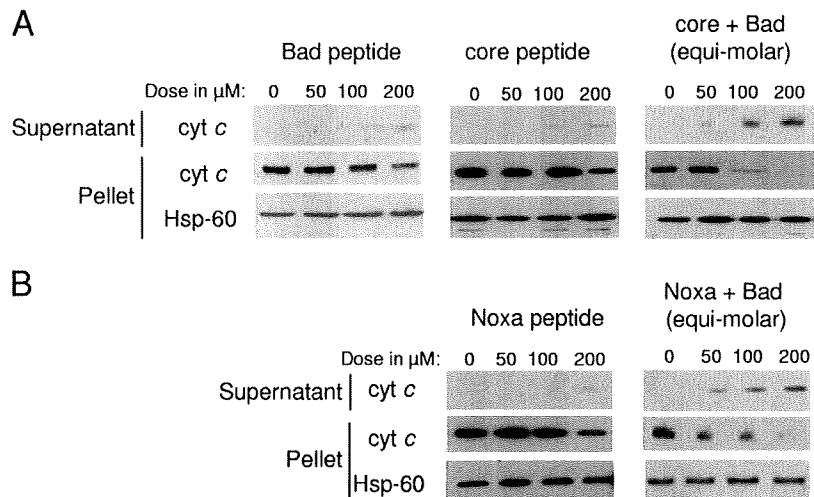 A
Bad peptide
core peptide
core + Bad
(equi-molar)
Dose in µM: 0 50 100 200 0 50 100 200 0 50 100 200
Supernatant cyt c
Pellet cyt c
Hsp-60
B
Noxa peptide
Noxa + Bad
(equi-molar)
Dose in µM: 0 50 100 200 0 50 100 200
Supernatant cyt c
Pellet cyt c
Hsp-60